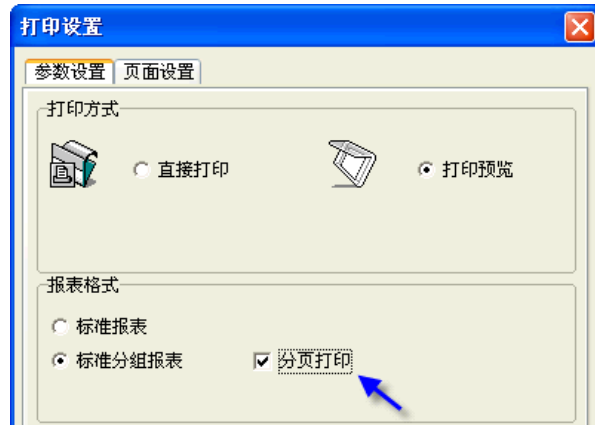 打印设置
参数设置 页面设置
打印方式
直接打印 打印预览
报表格式
标准报表
标准分组报表 分页打印